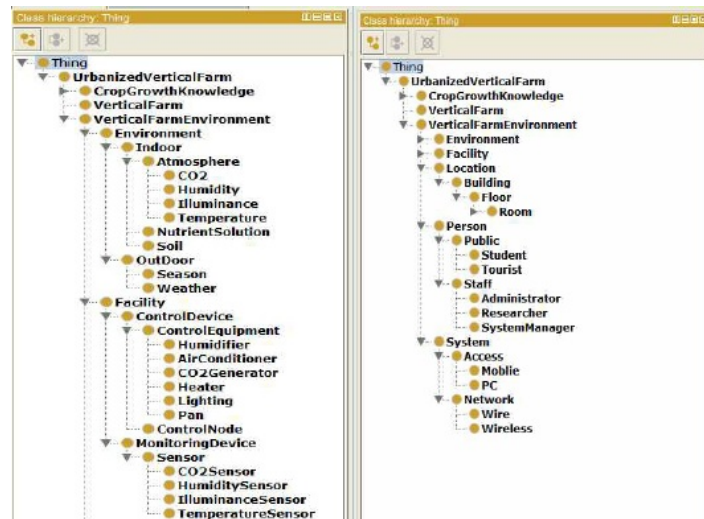 Class hierarchy: Thing
Thing
UrbanizedVerticalFarm
CropGrowthKnowledge
VerticalFarm
VerticalFarmEnvironment
Environment
Indoor
Atmosphere
CO2
Humidity
Illuminance
Temperature
NutrientSolution
Soil
OutDoor
Season
Weather
Facility
ControlDevice
ControlEquipment
Humidifier
AirConditioner
CO2Generator
Heater
Lighting
Pan
ControlNode
MonitoringDevice
Sensor
CO2Sensor
HumiditySensor
IlluminanceSensor
TemperatureSensor
Class hierarchy: Thing
Thing
UrbanizedVerticalFarm
CropGrowthKnowledge
VerticalFarm
VerticalFarmEnvironment
Environment
Facility
Location
Building
Floor
Room
Person
Public
Student
Tourist
Staff
Administrator
Researcher
SystemManager
System
Access
Moblie
PC
Network
Wire
Wireless